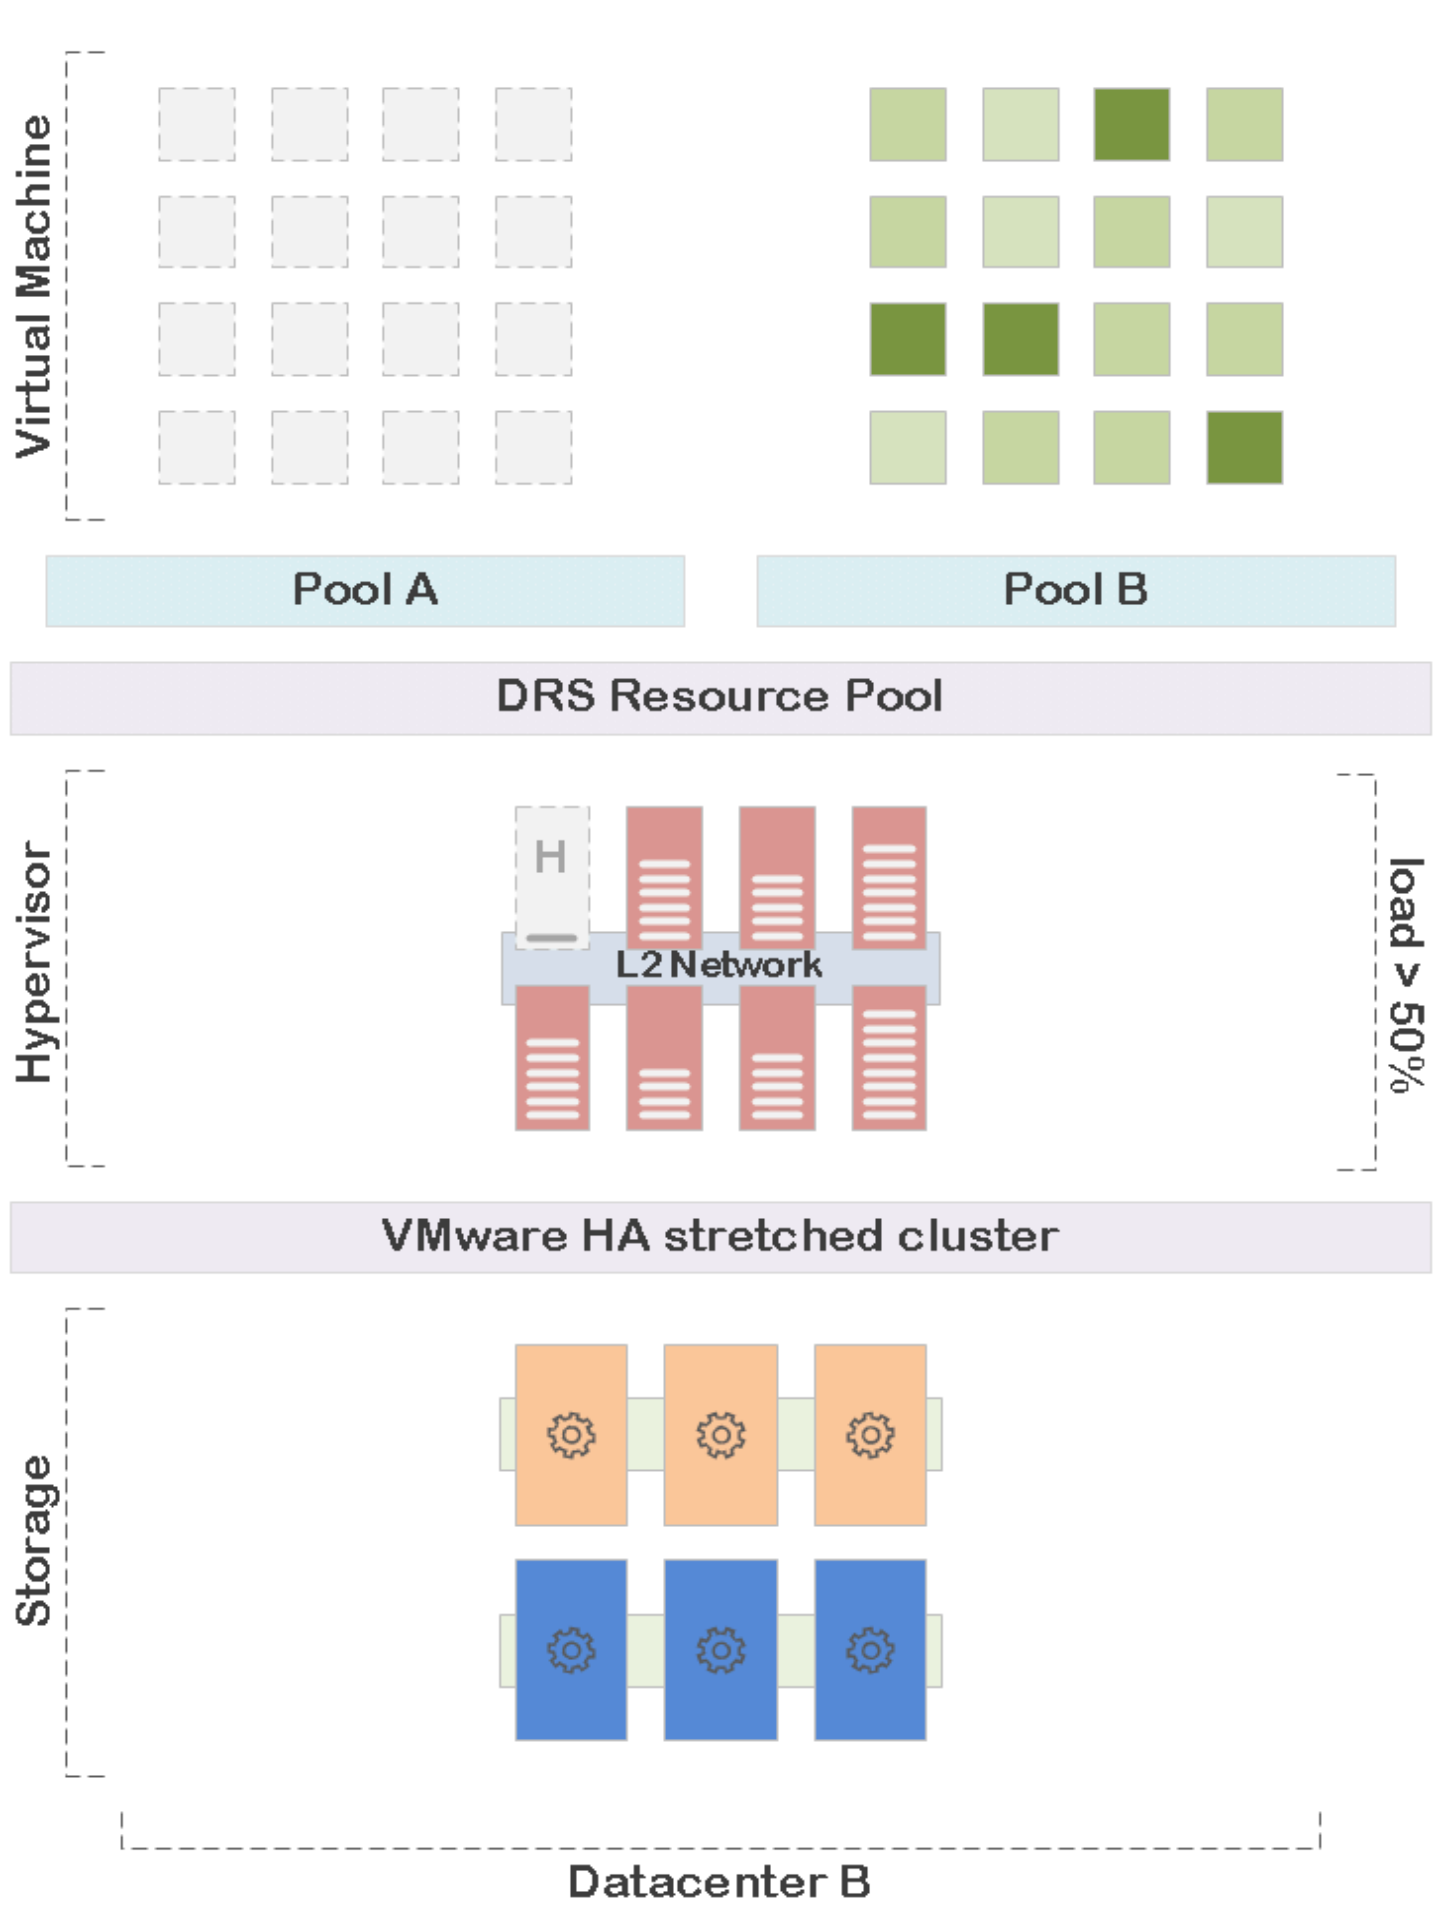 Virtual Machine
Pool A
Pool B
DRS Resource Pool
Hypervisor
H
L2 Network
load > 50%
VMware HA stretched cluster
Storage
Datacenter B